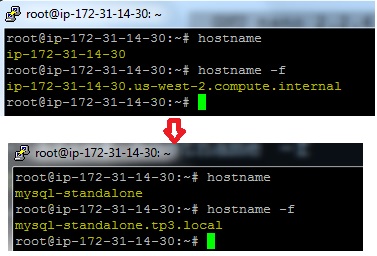 root@ip-172-31-14-30: ~
root@ip-172-31-14-30:~# hostname
ip-172-31-14-30
root@ip-172-31-14-30:~# hostname -f
ip-172-31-14-30.us-west-2.compute.internal
root@ip-172-31-14-30:~#
root@ip-172-31-14-30: ~
root@ip-172-31-14-30:~# hostname
mysql-standalone
root@ip-172-31-14-30:~# hostname -f
mysql-standalone.tp3.local
root@ip-172-31-14-30:~#